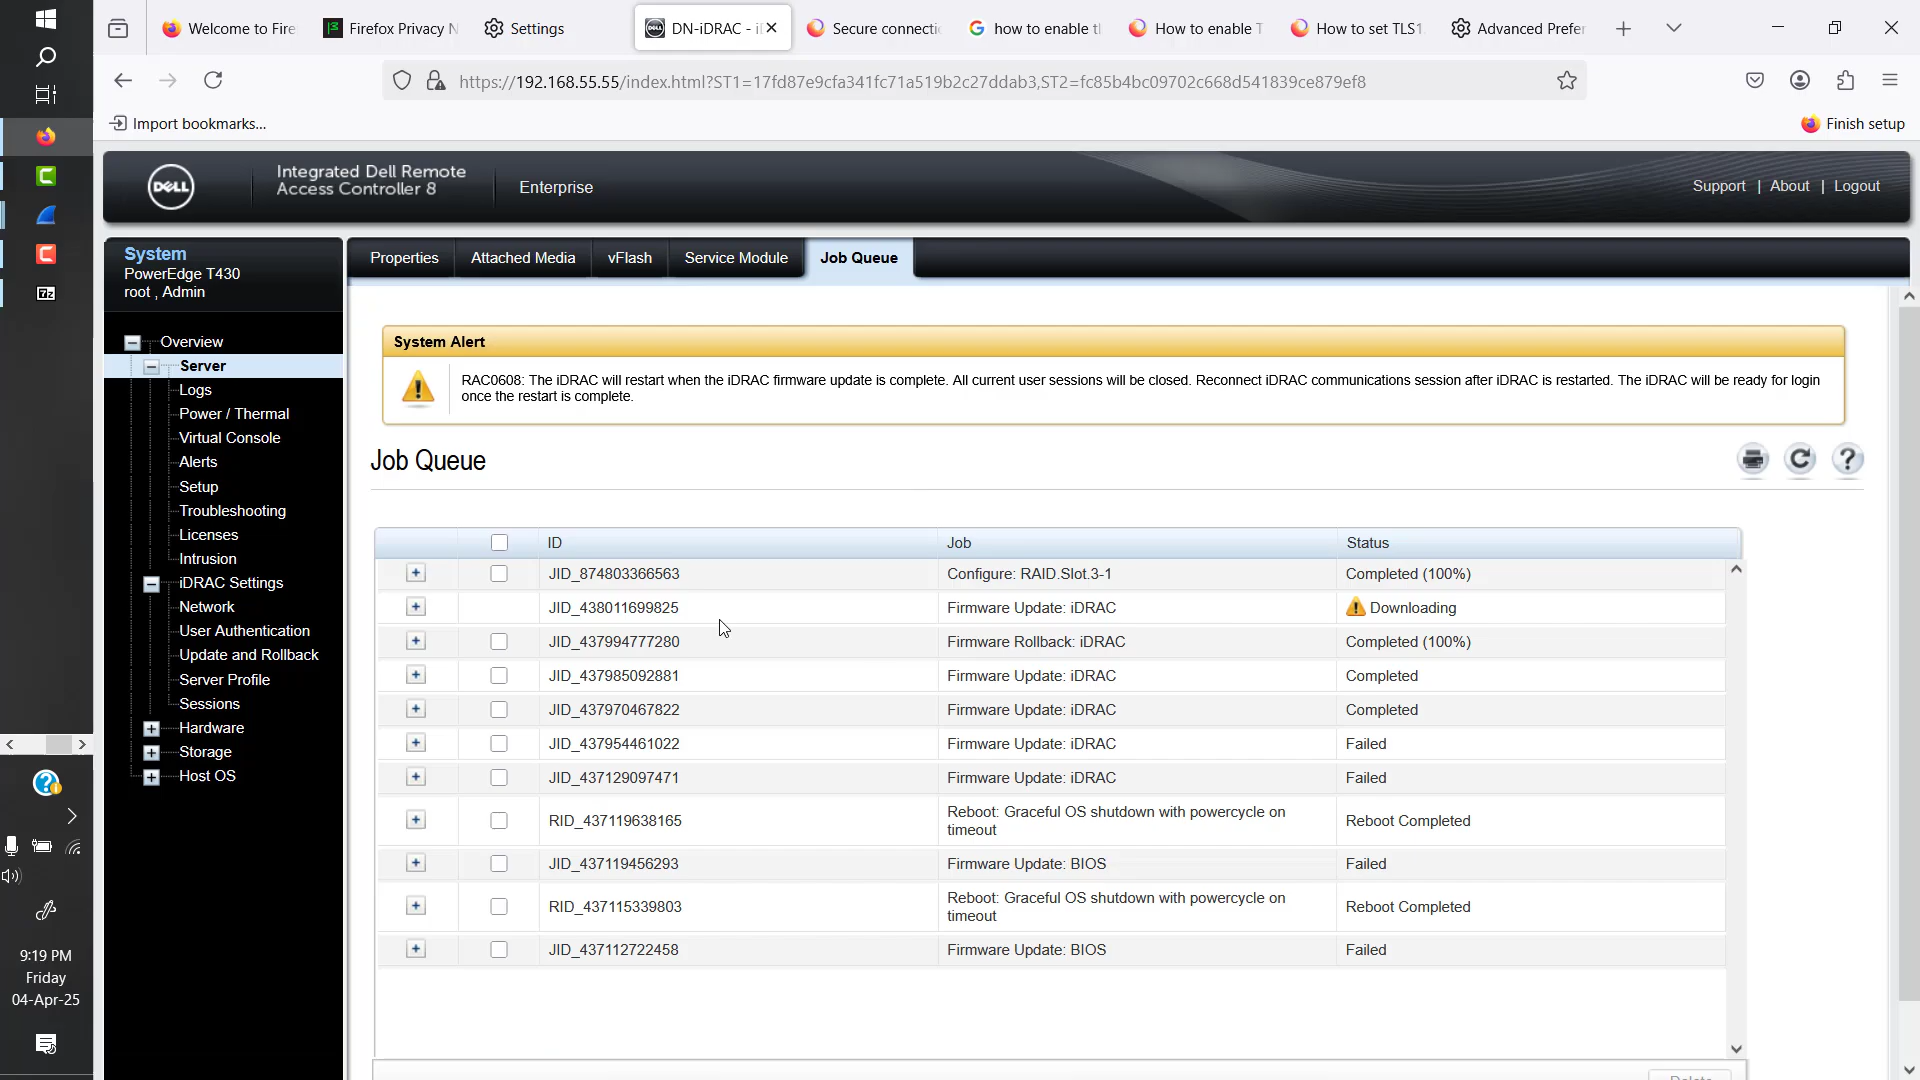 Welcome to Fire
Firefox Privacy N
Settings
DN-iDRAC - i
Secure connecti
how to enable t
How to enable T
How to set TLS1.
Advanced Prefer
https://192.168.55.55/index.html?ST1=17fd87e9cfa341fc71a519b2c27ddab3,ST2=fc85b4bc09702c668d541839ce879ef8
Import bookmarks...
Finish setup
DELL
Integrated Dell Remote
Access Controller 8
Enterprise
Support | About | Logout
System
PowerEdge T430
root , Admin
Overview
Server
Logs
Power / Thermal
Virtual Console
Alerts
Setup
Troubleshooting
Licenses
Intrusion
iDRAC Settings
Network
User Authentication
Update and Rollback
Server Profile
Sessions
Hardware
Storage
Host OS
Properties
Attached Media
vFlash
Service Module
Job Queue
System Alert
RAC0608: The iDRAC will restart when the iDRAC firmware update is complete. All current user sessions will be closed. Reconnect iDRAC communications session after iDRAC is restarted. The iDRAC will be ready for login
once the restart is complete.
Job Queue
ID Job Status
JID_874803366563 Configure: RAID.Slot.3-1 Completed (100%)
JID_438011699825 Firmware Update: iDRAC Downloading
JID_437994777280 Firmware Rollback: iDRAC Completed (100%)
JID_437985092881 Firmware Update: iDRAC Completed
JID_437970467822 Firmware Update: iDRAC Completed
JID_437954461022 Firmware Update: iDRAC Failed
JID_437129097471 Firmware Update: iDRAC Failed
RID_437119638165 Reboot: Graceful OS shutdown with powercycle on
timeout Reboot Completed
JID_437119456293 Firmware Update: BIOS Failed
RID_437115339803 Reboot: Graceful OS shutdown with powercycle on
timeout Reboot Completed
JID_437112722458 Firmware Update: BIOS Failed
Delete
7z
9:19 PM
Friday
04-Apr-25